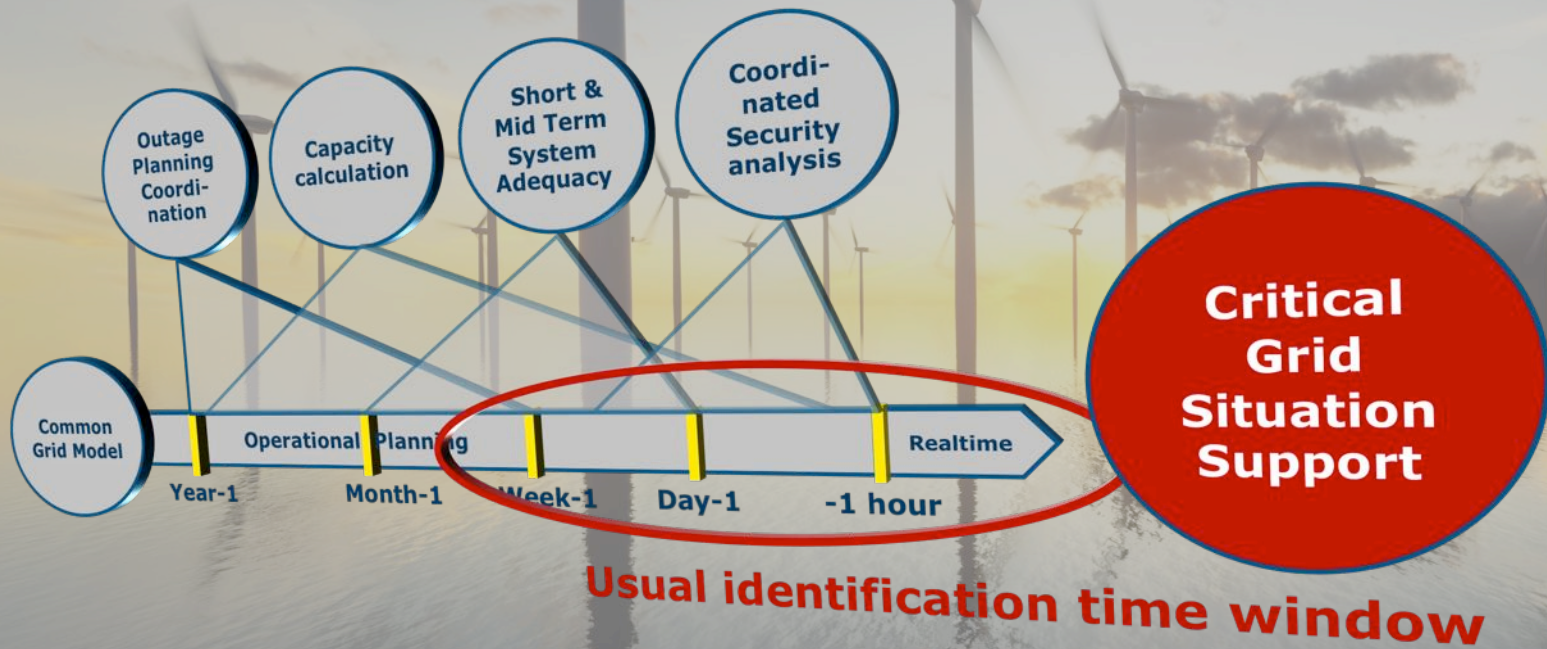 Outage
Planning
Coordi-
nation
Capacity
calculation
Short &
Mid Term
System
Adequacy
Coordi-
nated
Security
analysis
Critical
Grid
Situation
Support
Common
Grid Model
Operational Planning
Realtime
Year-1
Month-1
Week-1
Day-1
-1 hour
Usual identification time window